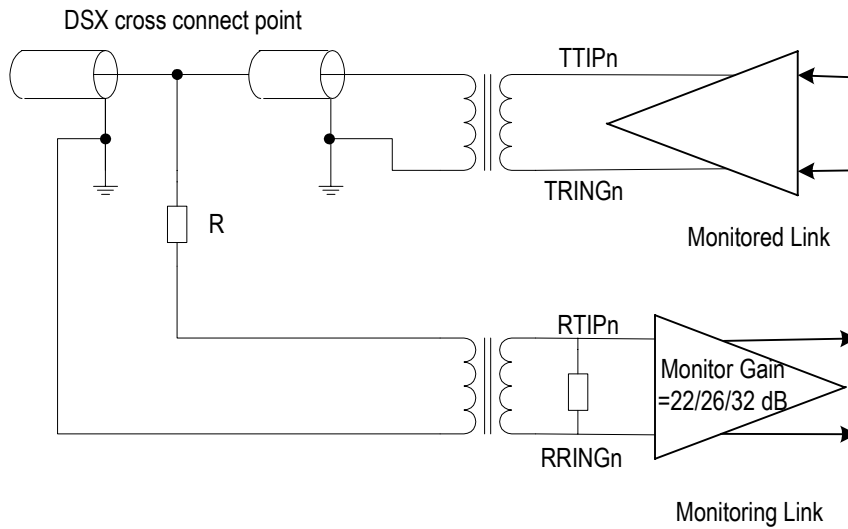 DSX cross connect point
TTIPn
TRINGn
Monitored Link
R
RTIPn
Monitor Gain
=22/26/32 dB
RRINGn
Monitoring Link